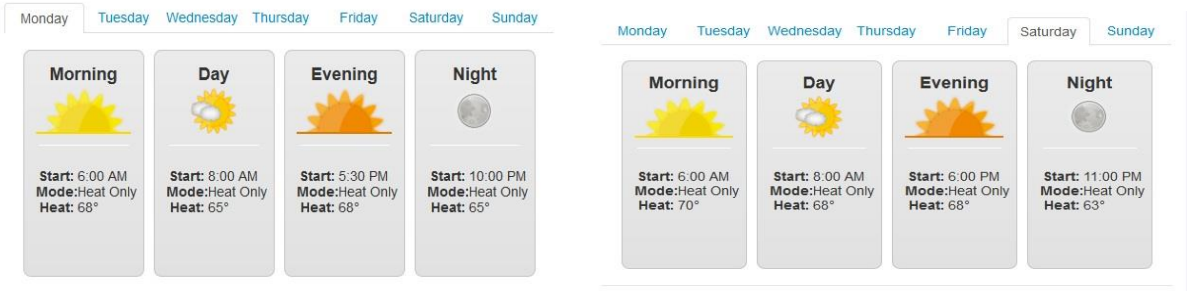 Monday Tuesday Wednesday Thursday Friday Saturday Sunday
Morning
Start: 6:00 AM
Mode:Heat Only
Heat: 68°
Day
Start: 8:00 AM
Mode:Heat Only
Heat: 65°
Evening
Start: 5:30 PM
Mode:Heat Only
Heat: 68°
Night
Start: 10:00 PM
Mode:Heat Only
Heat: 65°
Monday Tuesday Wednesday Thursday Friday Saturday Sunday
Morning
Start: 6:00 AM
Mode:Heat Only
Heat: 70°
Day
Start: 8:00 AM
Mode:Heat Only
Heat: 68°
Evening
Start: 6:00 PM
Mode:Heat Only
Heat: 68°
Night
Start: 11:00 PM
Mode:Heat Only
Heat: 63°